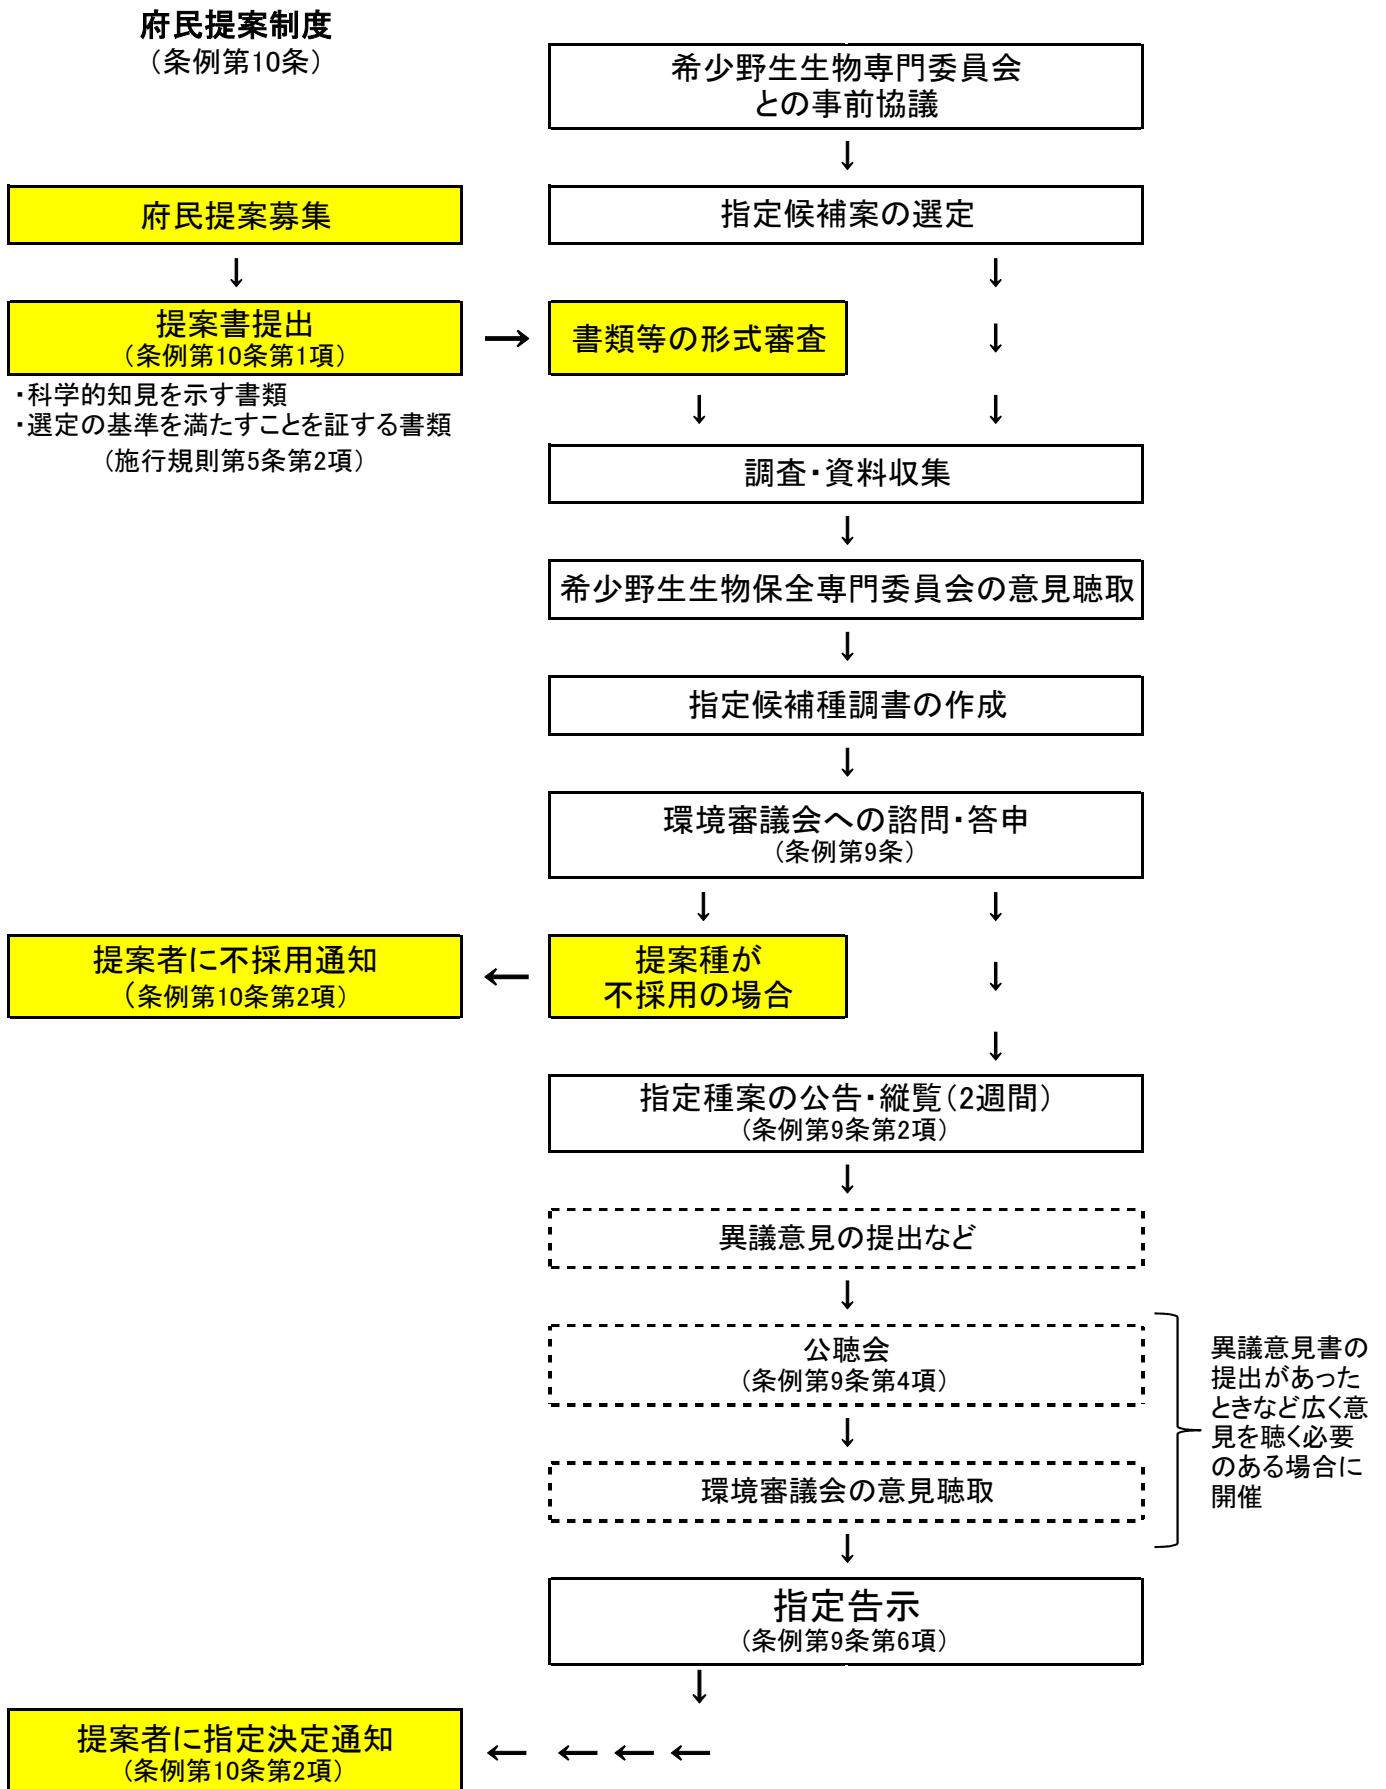 府民提案制度
（条例第10条）
希少野生生物専門委員会
との事前協議
↓
府民提案募集
指定候補案の選定
↓
↓
提案書提出
（条例第10条第1項）
→
書類等の形式審査
↓
・科学的知見を示す書類
・選定の基準を満たすことを証する書類
（施行規則第5条第2項）
↓
↓
調査・資料収集
↓
希少野生生物保全専門委員会の意見聴取
↓
指定候補種調書の作成
↓
環境審議会への諮問・答申
（条例第9条）
↓
↓
提案者に不採用通知
（条例第10条第2項）
←
提案種が
不採用の場合
↓
↓
指定種案の公告・縦覧（2週間）
（条例第9条第2項）
↓
異議意見の提出など
↓
公聴会
（条例第9条第4項）
↓
環境審議会の意見聴取
異議意見書の
提出があった
ときなど広く意
見を聴く必要
のある場合に
開催
↓
指定告示
（条例第9条第6項）
↓
提案者に指定決定通知
（条例第10条第2項）
← ← ← ←